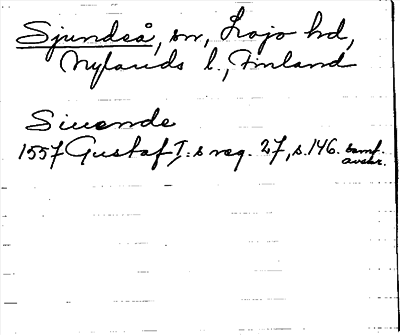 Sjundeå, sn, Lojo hd,
Nylands l., Finland
Siuende
1557 Gustaf I:s reg. 27, s. 146. samt.
avskr.